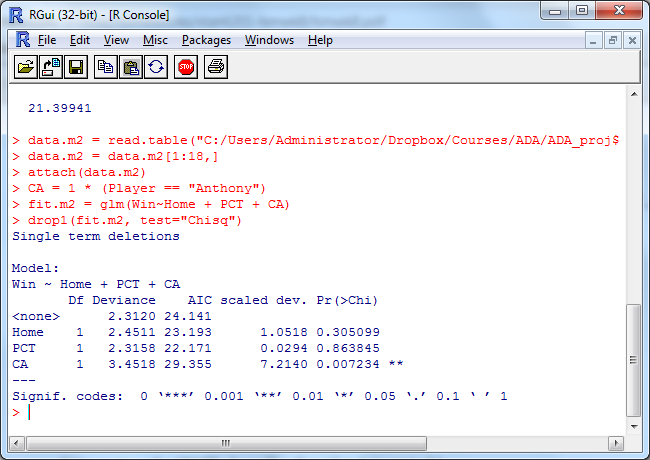 RGui (32-bit) - [R Console]
File Edit View Misc Packages Windows Help
STOP
21.39941
> data.m2 = read.table("C:/Users/Administrator/Dropbox/Courses/ADA/ADA_proj$
> data.m2 = data.m2[1:18,]
> attach(data.m2)
> CA = 1 * (Player == "Anthony")
> fit.m2 = glm(Win~Home + PCT + CA)
> drop1(fit.m2, test="Chisq")
Single term deletions
Model:
Win ~ Home + PCT + CA
Df Deviance AIC scaled dev. Pr(>Chi)
<none> 2.3120 24.141
Home 1 2.4511 23.193 1.0518 0.305099
PCT 1 2.3158 22.171 0.0294 0.863845
CA 1 3.4518 29.355 7.2140 0.007234 **
---
Signif. codes: 0 ‘***’ 0.001 ‘**’ 0.01 ‘*’ 0.05 ‘.’ 0.1 ‘ ’ 1
>